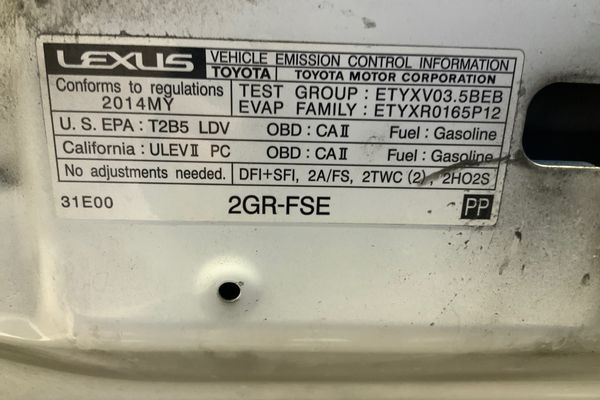 LEXUS VEHICLE EMISSION CONTROL INFORMATION
TOYOTA TOYOTA MOTOR CORPORATION
Conforms to regulations
2014MY
TEST GROUP : ETYXV03.5BEB
EVAP FAMILY : ETYXR0165P12
U. S. EPA : T2B5 LDV OBD : CAⅡ Fuel : Gasoline
California : ULEVⅡ PC OBD : CAⅡ Fuel : Gasoline
No adjustments needed. DFI+SFI, 2A/FS, 2TWC (2), 2HO2S
31E00 2GR-FSE PP